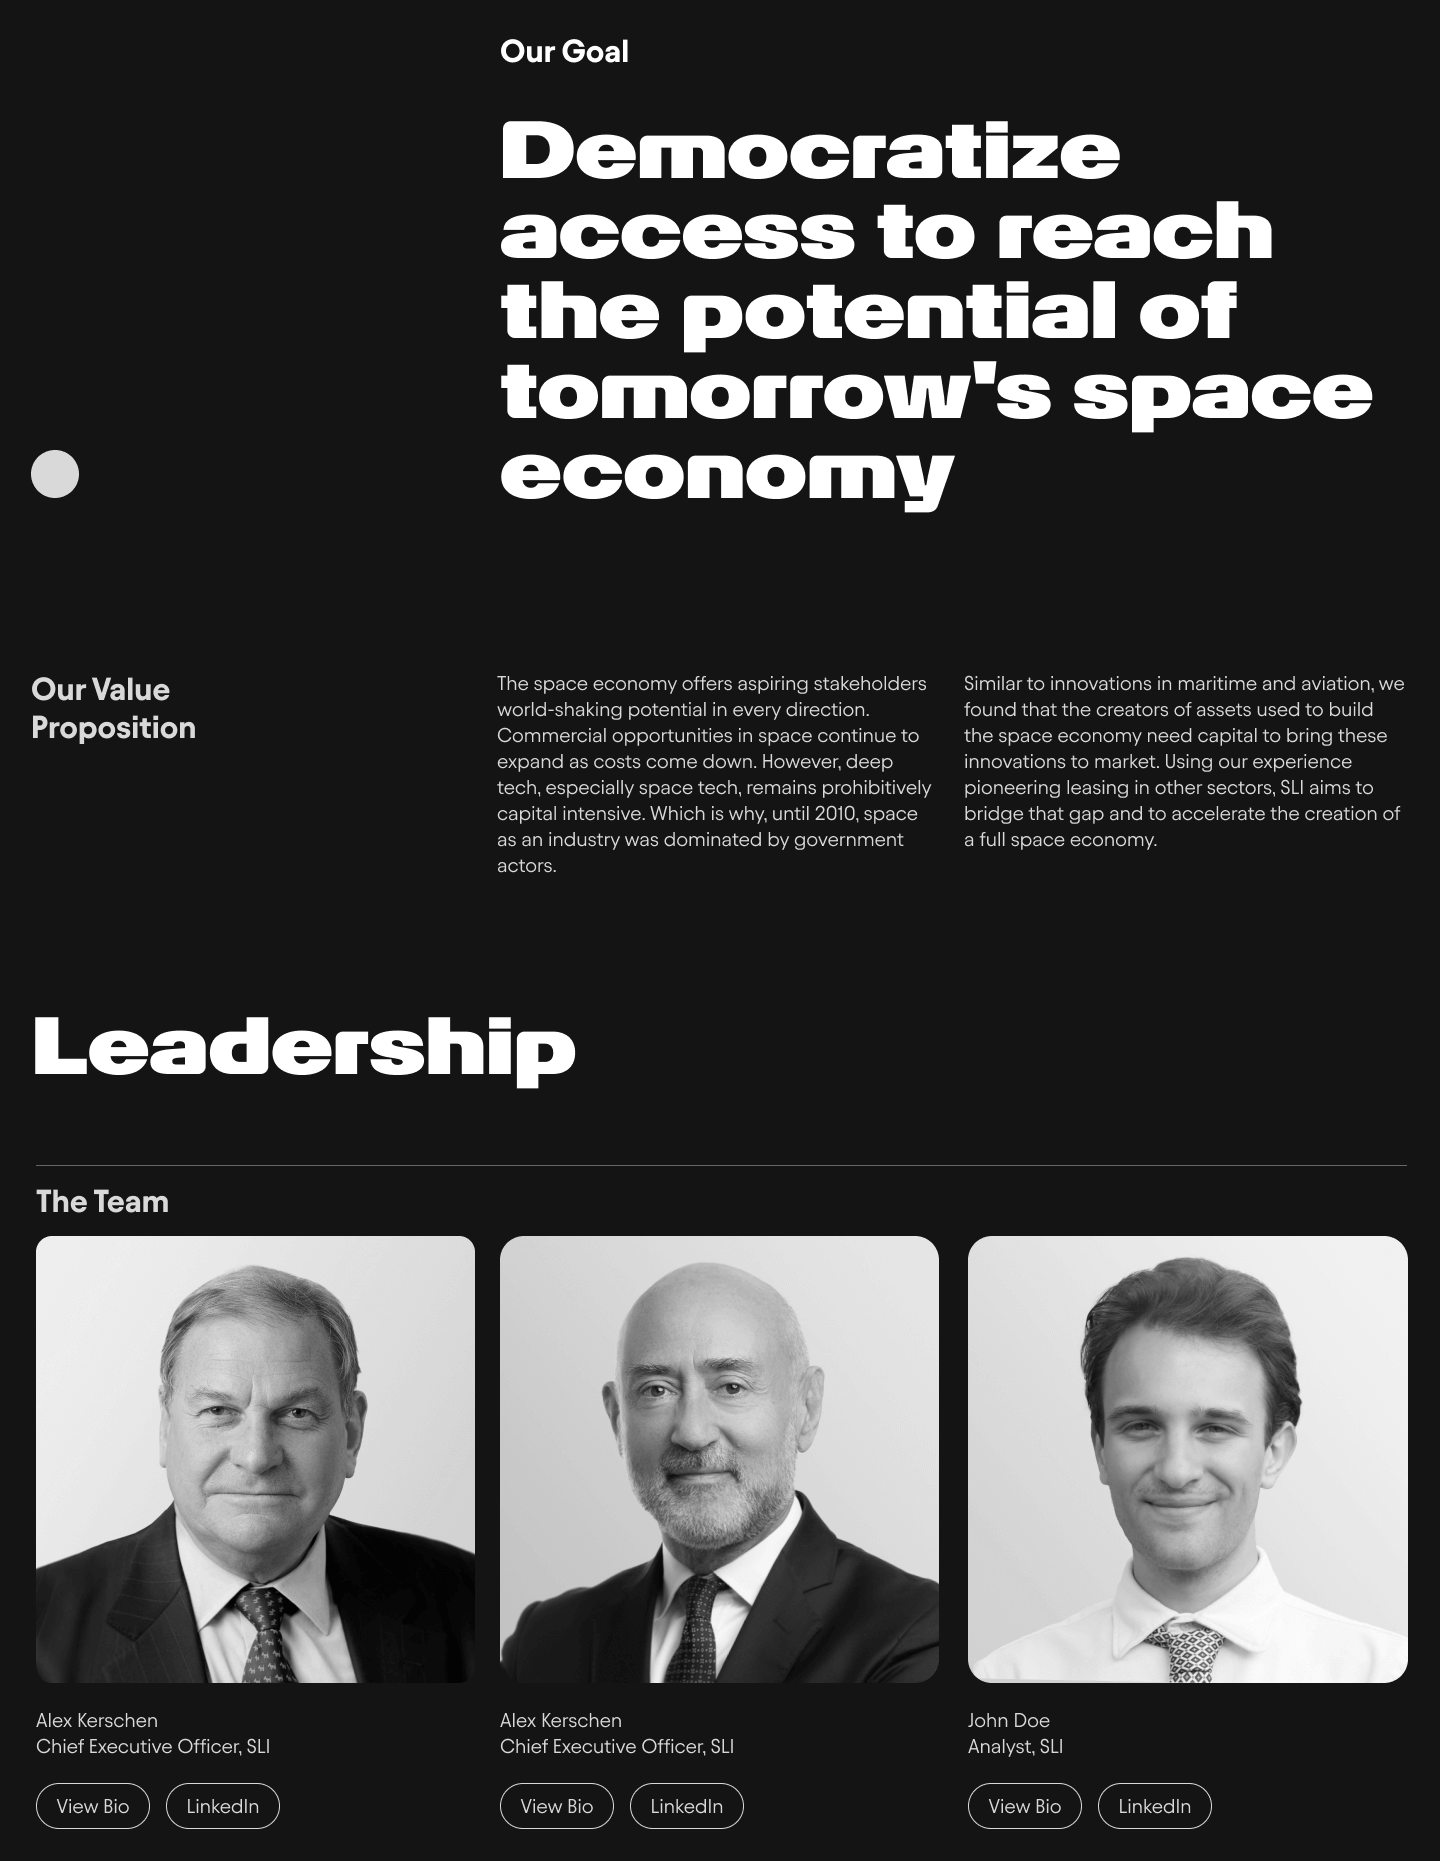 Our Goal
Democratize
access to reach
the potential of
tomorrow's space
economy
Our Value
Proposition
The space economy offers aspiring stakeholders
world-shaking potential in every direction.
Commercial opportunities in space continue to
expand as costs come down. However, deep
tech, especially space tech, remains prohibitively
capital intensive. Which is why, until 2010, space
as an industry was dominated by government
actors.
Similar to innovations in maritime and aviation, we
found that the creators of assets used to build
the space economy need capital to bring these
innovations to market. Using our experience
pioneering leasing in other sectors, SLI aims to
bridge that gap and to accelerate the creation of
a full space economy.
Leadership
The Team
Alex Kerschen
Chief Executive Officer, SLI
View Bio
LinkedIn
Alex Kerschen
Chief Executive Officer, SLI
View Bio
LinkedIn
John Doe
Analyst, SLI
View Bio
LinkedIn